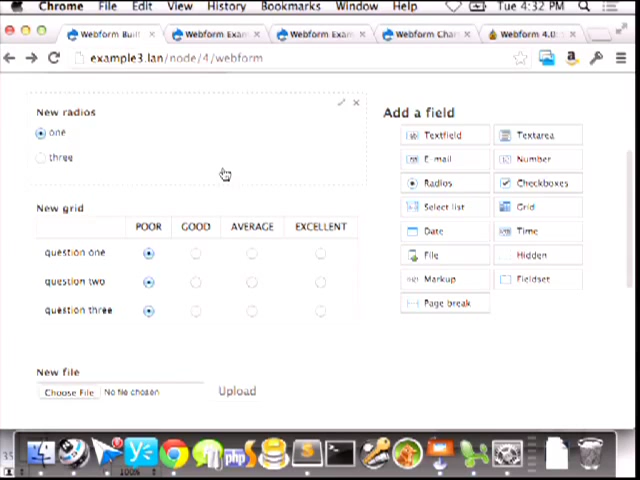 File Edit View History Bookmarks Window Help Tue 4:32 PM
Webform Buil Webform Exam Webform Exam Webform Chan Webform 4.0
example3.lan/node/4/webform
New radios
one
three
New grid
POOR GOOD AVERAGE EXCELLENT
question one
question two
question three
New file
Choose File No file chosen Upload
Add a field
Textfield Textarea
E-mail Number
Radios Checkboxes
Select list Grid
Date Time
File Hidden
Markup Fieldset
Page break
php
100%